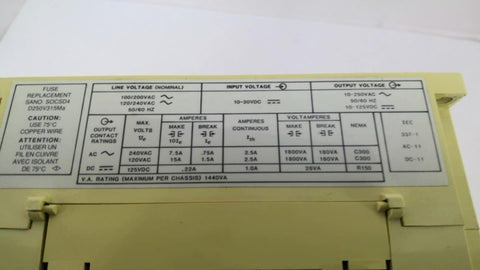 FUSE
REPLACEMENT
SANO. SOCSD4
D250V315Ma
CAUTION:
USE 75°C
COPPER WIRE
ATTENTION:
UTILISER UN
FIL EN CUIVRE
AVEC ISOLANT
DE 75°C
LINE VOLTAGE (NOMINAL)
100/200VAC
120/240VAC
50/60 HZ
INPUT VOLTAGE
10-30VDC
OUTPUT VOLTAGE
10-250VAC
50/60 HZ
10-125VDC
OUTPUT
CONTACT
RATINGS
MAX.
VOLTS
AMPERES
MAKE BREAK
AMPERES
CONTINUOUS
VOLTAMPERES
MAKE BREAK
NEMA
IEC
337-1
AC-11
DC-11
AC 240VAC 7.5A .75A 2.5A 1800VA 180VA C300
120VAC 15A 1.5A 2.5A 1800VA 180VA C300
DC 125VDC .22A 1.0A 28VA R150
V.A. RATING (MAXIMUM PER CHASSIS) 1440VA